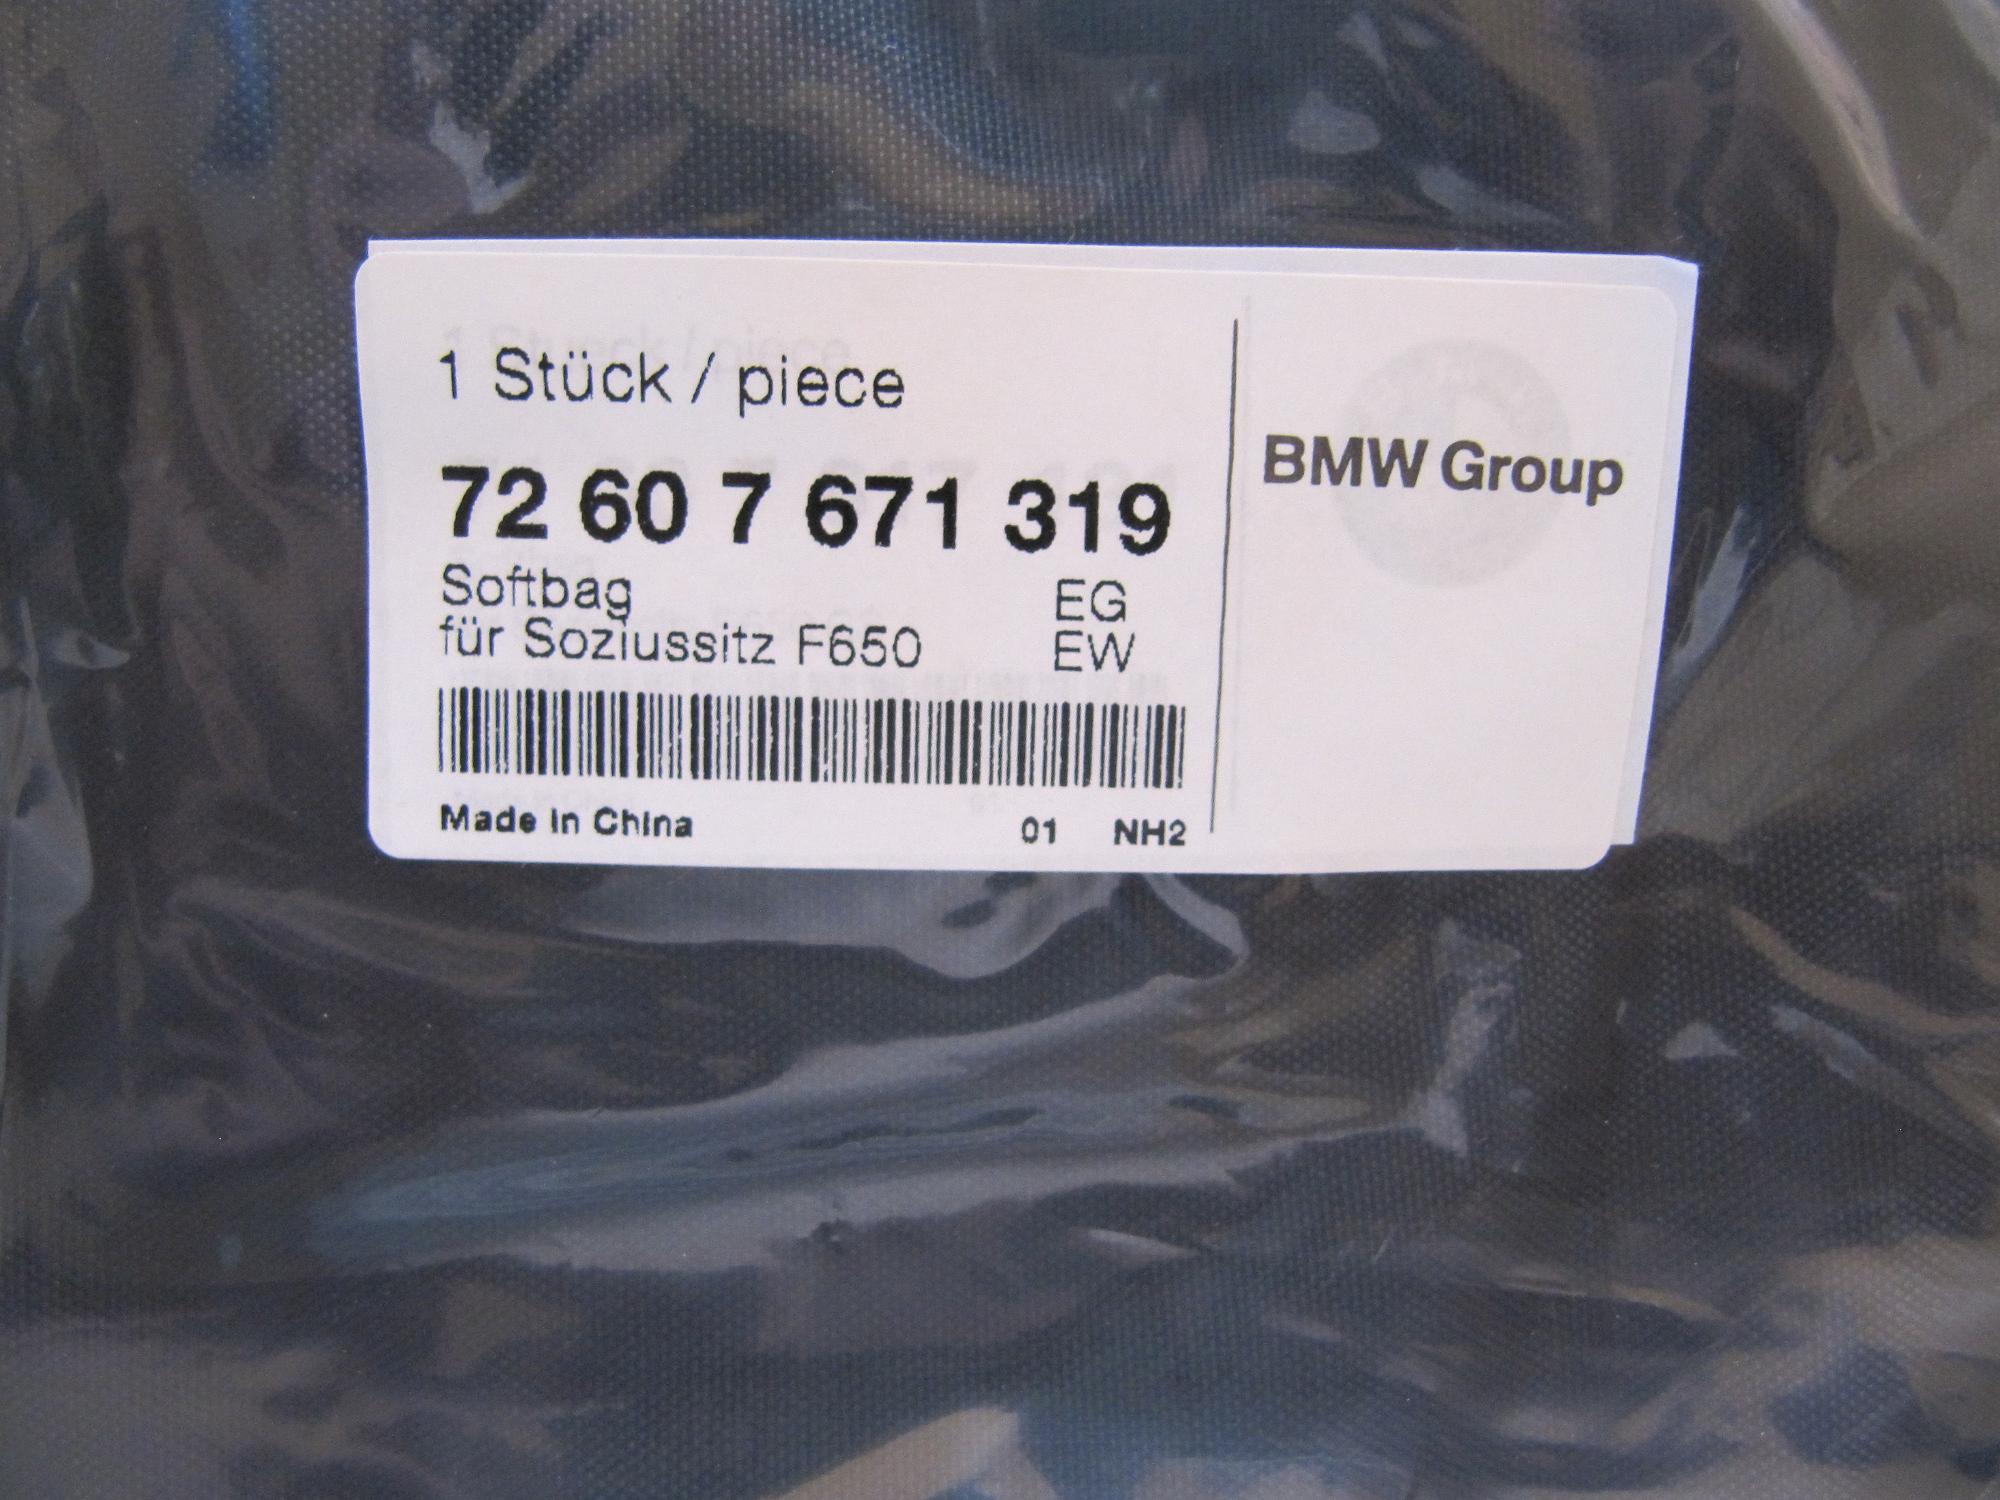 1 Stück / piece
72 60 7 671 319
Softbag EG
für Soziussitz F650 EW
Made in China 01 NH2
BMW Group